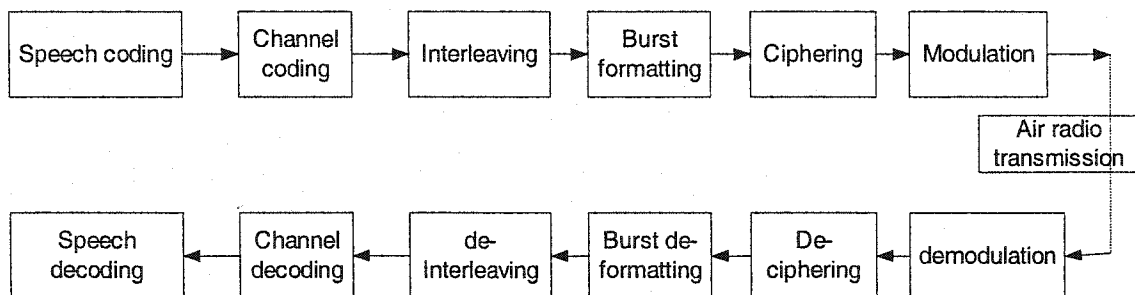 Speech coding
Channel
coding
Interleaving
Burst
formatting
Ciphering
Modulation
Air radio
transmission
Speech
decoding
Channel
decoding
de-
Interleaving
Burst de-
formatting
De-
ciphering
demodulation